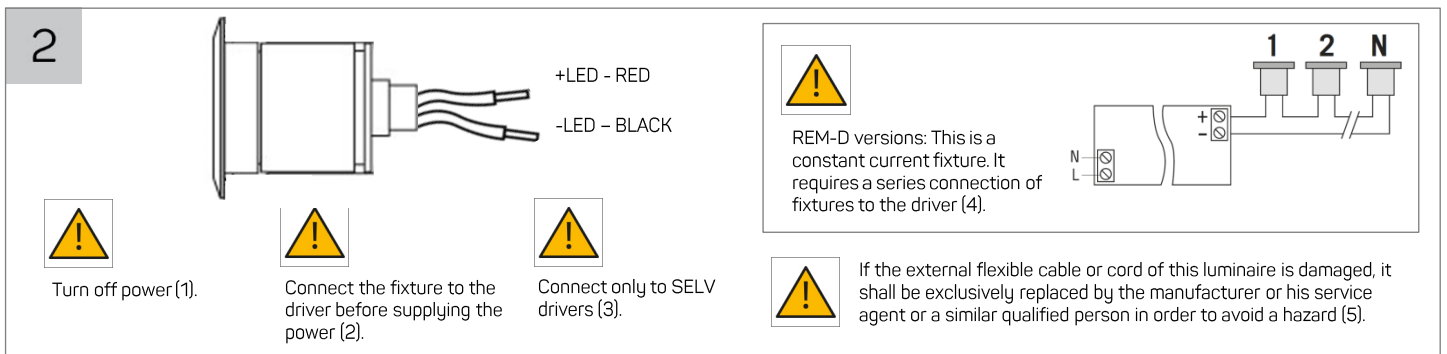 2
+LED - RED
-LED – BLACK
Turn off power (1).
Connect the fixture to the
driver before supplying the
power (2).
Connect only to SELV
drivers (3).
REM-D versions: This is a
constant current fixture. It
requires a series connection of
fixtures to the driver (4).
1 2 N
+
-
N
L
If the external flexible cable or cord of this luminaire is damaged, it
shall be exclusively replaced by the manufacturer or his service
agent or a similar qualified person in order to avoid a hazard (5).